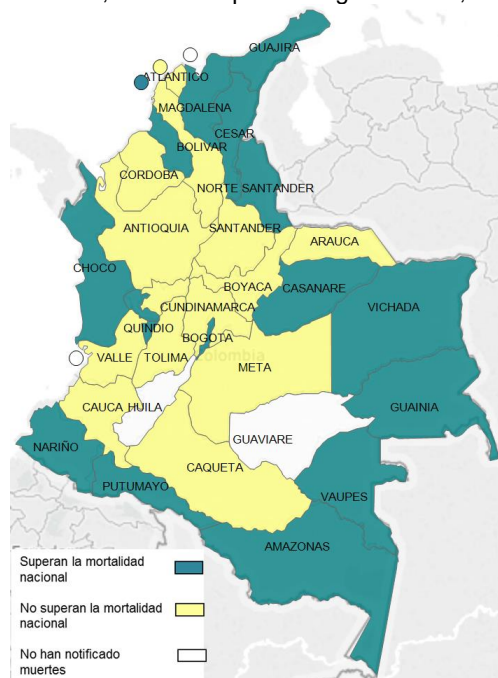 GUAJIRA
ATLANTICO
MAGDALENA
CESAR
BOLIVAR
CORDOBA
NORTE SANTANDER
ANTIOQUIA
SANTANDER
ARAUCA
CHOCO
BOYACA
CASANARE
VICHADA
CUNDINAMARCA
QUINDIO
BOGOTA
VALLE
TOLIMA
Colombia
META
CAUCA
HUILA
GUAINIA
GUAVIARE
NARIÑO
CAQUETA
PUTUMAYO
VAUPES
AMAZONAS
Superan la mortalidad
nacional
No superan la mortalidad
nacional
No han notificado
muertes